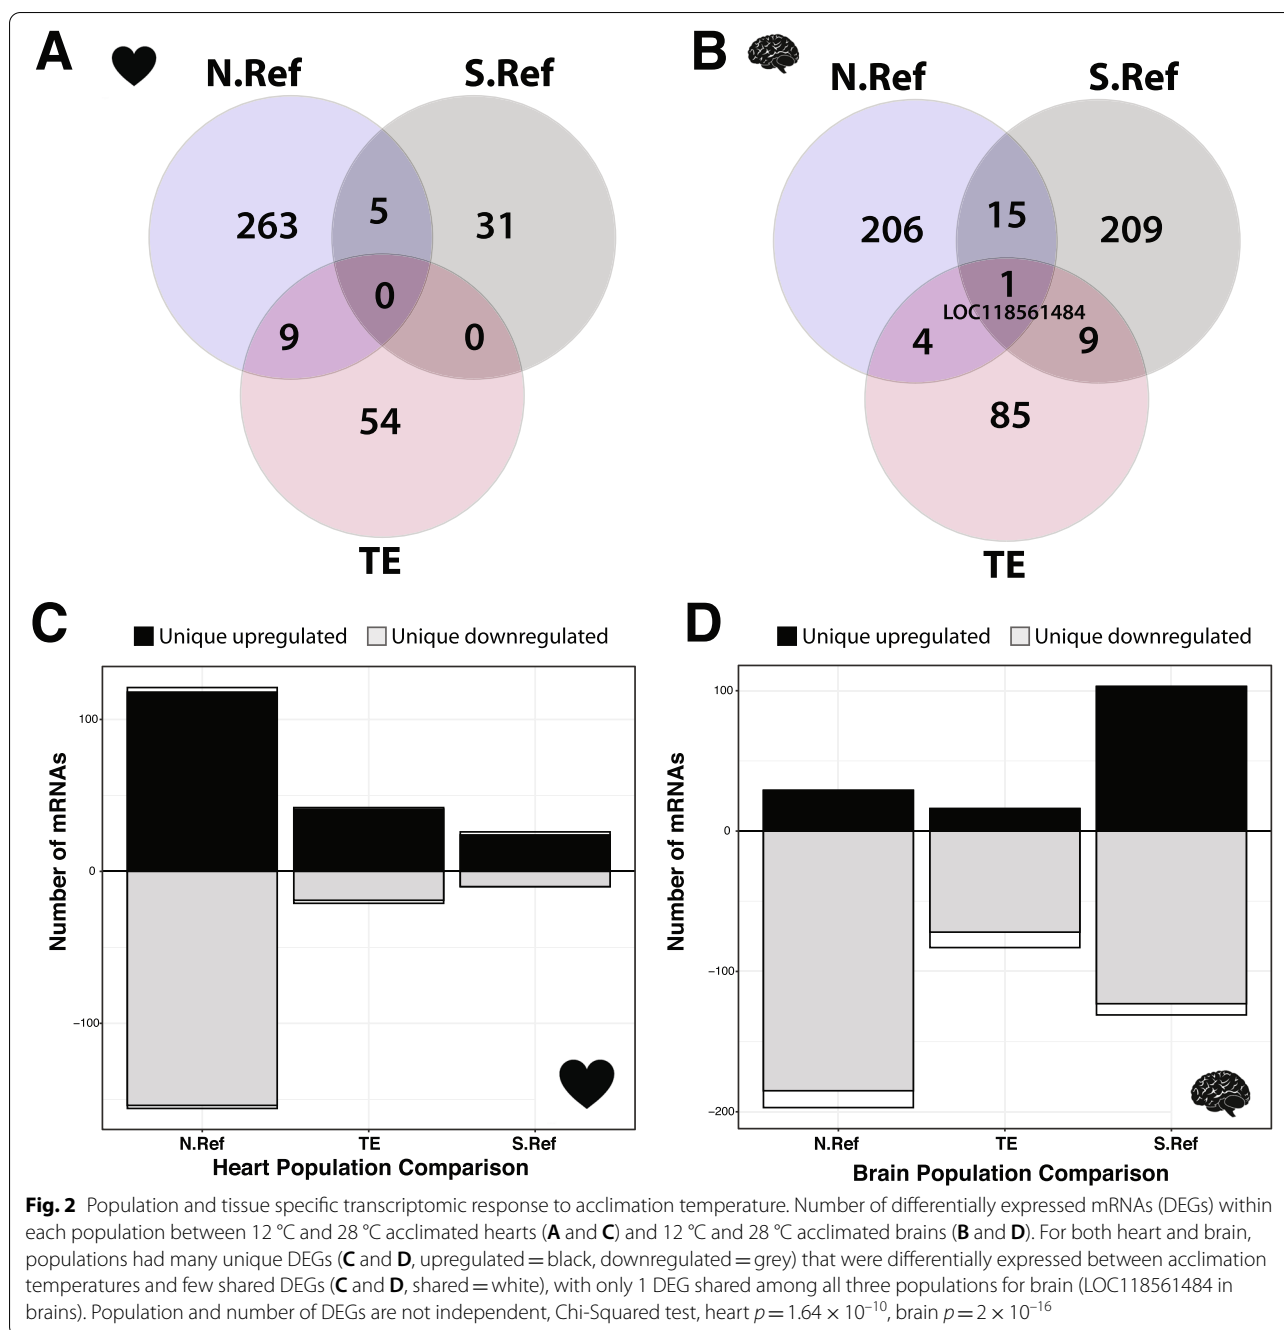 A
N.Ref
S.Ref
263
5
31
0
9
0
54
TE
B
N.Ref
S.Ref
206
15
209
1
LOC118561484
4
9
85
TE
C
Unique upregulated
Unique downregulated
Number of mRNAs
100
0
−100
N.Ref
TE
S.Ref
Heart Population Comparison
D
Unique upregulated
Unique downregulated
Number of mRNAs
100
0
−100
−200
N.Ref
TE
S.Ref
Brain Population Comparison
Fig. 2 Population and tissue specific transcriptomic response to acclimation temperature. Number of differentially expressed mRNAs (DEGs) within
each population between 12 °C and 28 °C acclimated hearts (A and C) and 12 °C and 28 °C acclimated brains (B and D). For both heart and brain,
populations had many unique DEGs (C and D, upregulated = black, downregulated = grey) that were differentially expressed between acclimation
temperatures and few shared DEGs (C and D, shared = white), with only 1 DEG shared among all three populations for brain (LOC118561484 in
brains). Population and number of DEGs are not independent, Chi-Squared test, heart p = 1.64 × 10⁻¹⁰, brain p = 2 × 10⁻¹⁶